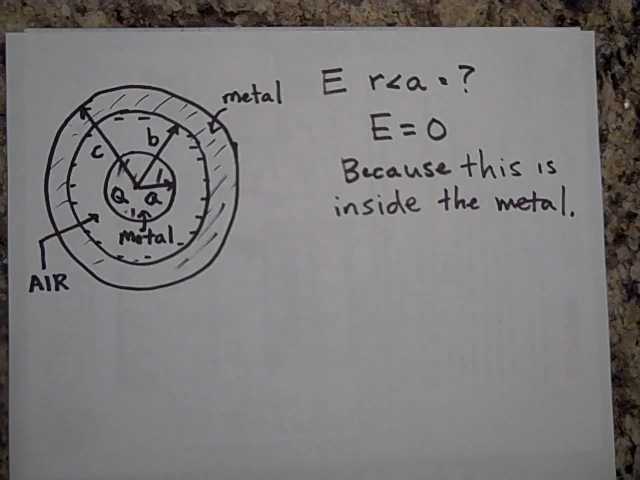 E r<a = ?
E = 0
Because this is
inside the metal.
metal
b
c
Q a
metal
AIR